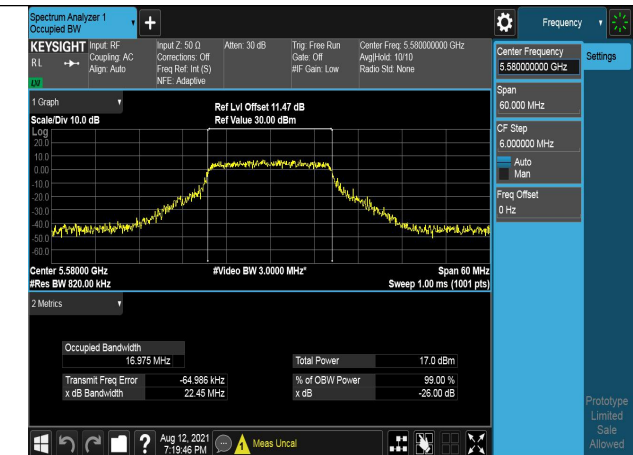 Spectrum Analyzer 1
Occupied BW
Frequency
KEYSIGHT
RL
LXI
Input: RF
Coupling: AC
Align: Auto
Input Z: 50 Ω
Corrections: Off
Freq Ref: Int (S)
NFE: Adaptive
Atten: 30 dB
Trig: Free Run
Gate: Off
#IF Gain: Low
Center Freq: 5.580000000 GHz
Avg|Hold: 10/10
Radio Std: None
Center Frequency
5.580000000 GHz
Settings
Span
60.000 MHz
CF Step
6.000000 MHz
Auto
Man
Freq Offset
0 Hz
1 Graph
Scale/Div 10.0 dB
Ref Lvl Offset 11.47 dB
Ref Value 30.00 dBm
Log
20.0
10.0
0.00
-10.0
-20.0
-30.0
-40.0
-50.0
-60.0
Center 5.58000 GHz
#Video BW 3.0000 MHz*
Span 60 MHz
#Res BW 820.00 kHz
Sweep 1.00 ms (1001 pts)
2 Metrics
Occupied Bandwidth
16.975 MHz
Total Power 17.0 dBm
Transmit Freq Error -64.986 kHz
% of OBW Power 99.00 %
x dB Bandwidth 22.45 MHz
x dB -26.00 dB
Prototype
Limited
Sale
Allowed
?
Aug 12, 2021
7:19:46 PM
Meas Uncal